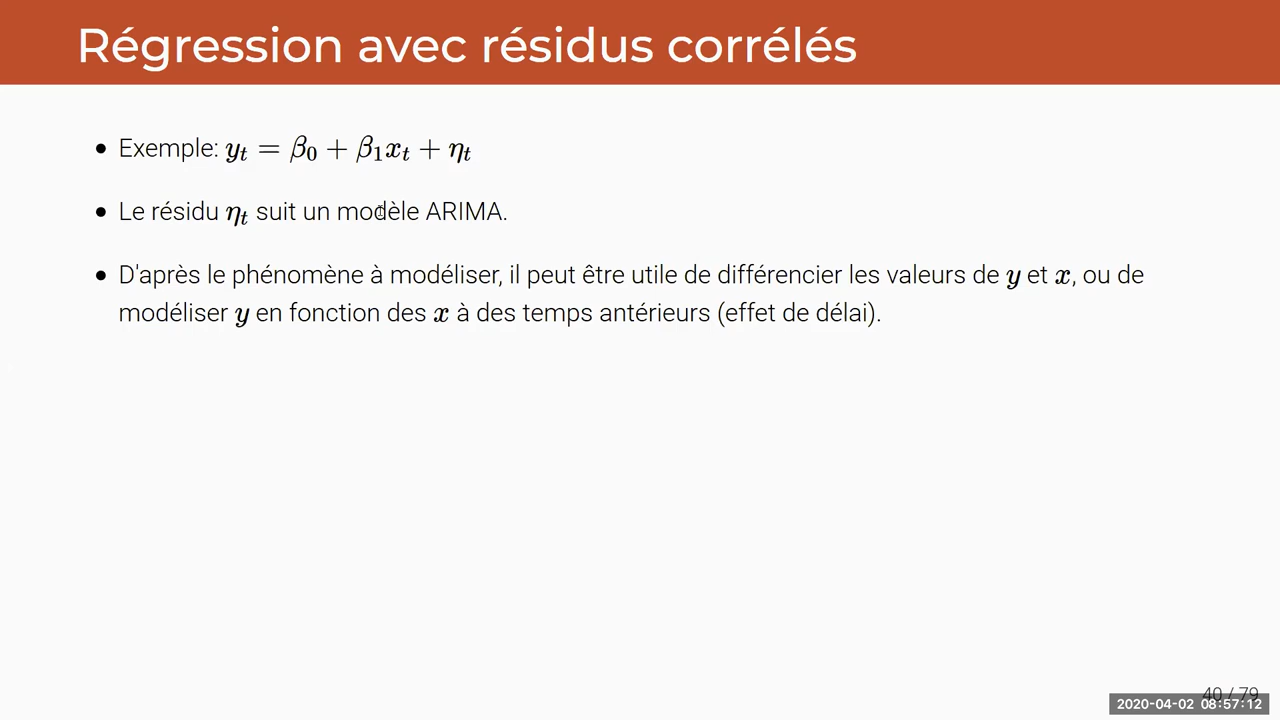 Régression avec résidus corrélés
• Exemple: yₜ = β₀ + β₁xₜ + ηₜ
• Le résidu ηₜ suit un modèle ARIMA.
• D'après le phénomène à modéliser, il peut être utile de différencier les valeurs de y et x, ou de
modéliser y en fonction des x à des temps antérieurs (effet de délai).
40 / 79
2020-04-02 08:57:12